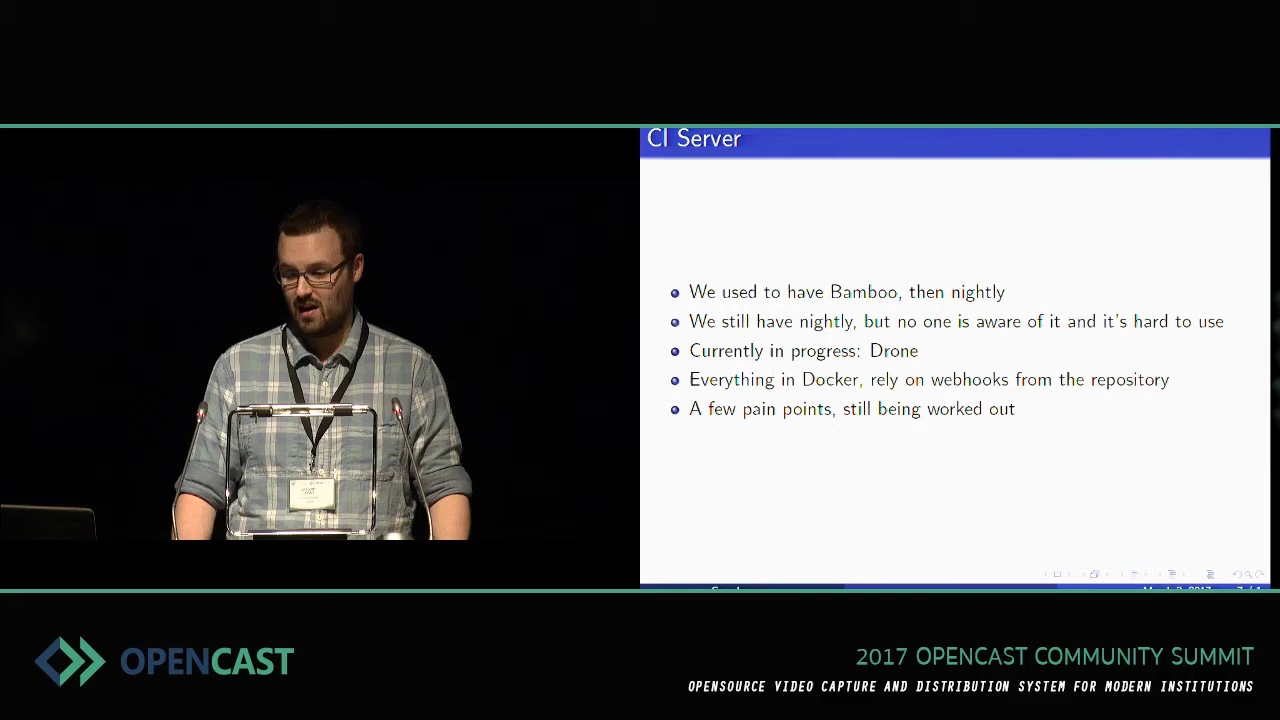 CI Server
We used to have Bamboo, then nightly
We still have nightly, but no one is aware of it and it's hard to use
Currently in progress: Drone
Everything in Docker, rely on webhooks from the repository
A few pain points, still being worked out
OPENCAST
2017 OPENCAST COMMUNITY SUMMIT
OPENSOURCE VIDEO CAPTURE AND DISTRIBUTION SYSTEM FOR MODERN INSTITUTIONS